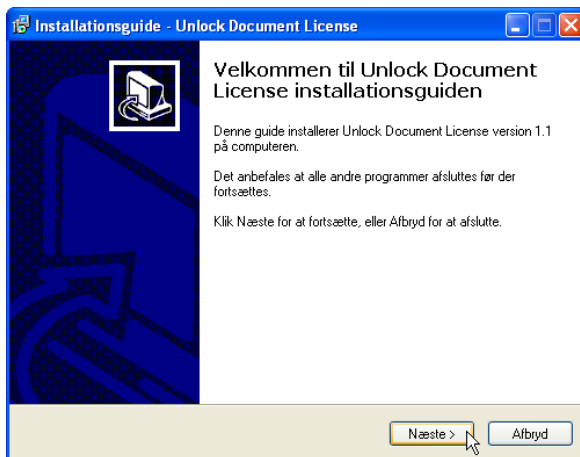 Installationsguide - Unlock Document License
Velkommen til Unlock Document
License installationsguiden
Denne guide installerer Unlock Document License version 1.1
på computeren.
Det anbefales at alle andre programmer afsluttes før der
fortsættes.
Klik Næste for at fortsætte, eller Afbryd for at afslutte.
Næste >
Afbryd